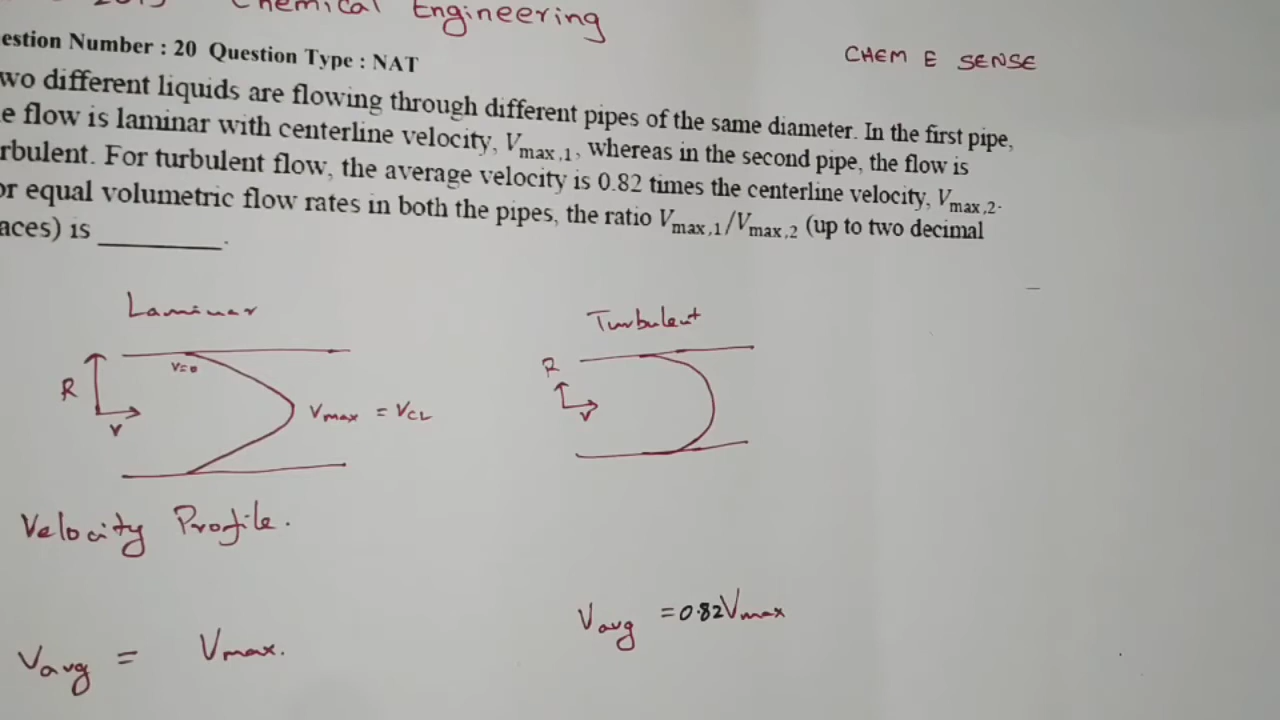 Chemical Engineering
CHEM E SENSE
estion Number : 20 Question Type : NAT
wo different liquids are flowing through different pipes of the same diameter. In the first pipe,
e flow is laminar with centerline velocity, Vmax,1, whereas in the second pipe, the flow is
rbulent. For turbulent flow, the average velocity is 0.82 times the centerline velocity, Vmax,2.
or equal volumetric flow rates in both the pipes, the ratio Vmax,1/Vmax,2 (up to two decimal
aces) is ________.
Laminar
Turbulent
R
V=0
V
Vmax = VCL
R
V
Velocity Profile.
Vavg = Vmax.
Vavg =0.82Vmax